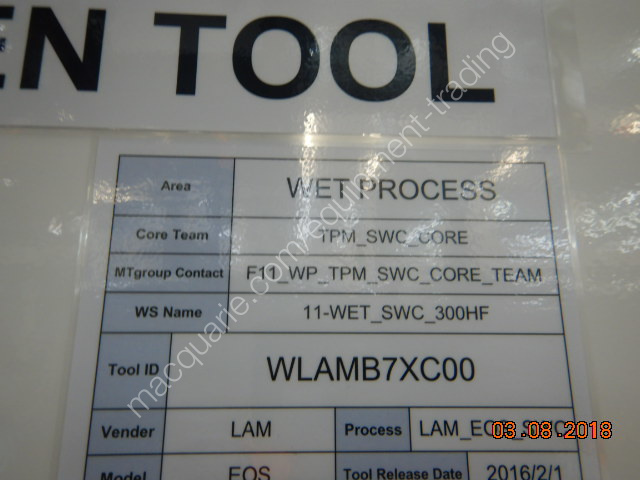 EN TOOL
Area WET PROCESS
Core Team TPM_SWC_CORE
MTgroup Contact F11_WP_TPM_SWC_CORE_TEAM
WS Name 11-WET_SWC_300HF
Tool ID WLAMB7XC00
Vender LAM Process LAM_EOS_SWC
03.08.2018
Model EOS Tool Release Date 2016/2/1
macquarie.com/equipment-trading